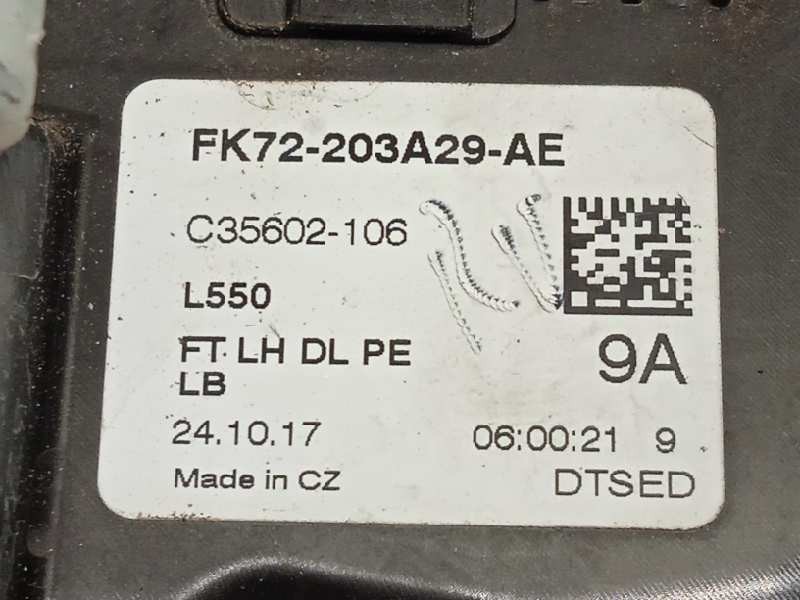 FK72-203A29-AE
C35602-106
L550
FT LH DL PE
LB
9A
24.10.17 06:00:21 9
Made in CZ DTSED